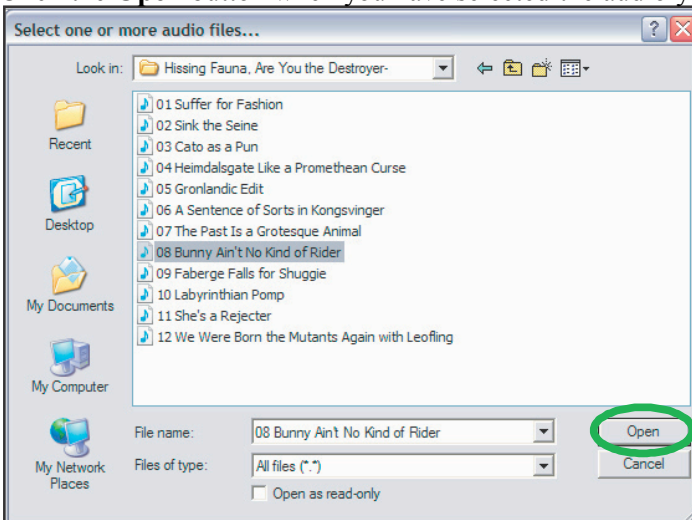 Select one or more audio files...
Look in: Hissing Fauna, Are You the Destroyer-
01 Suffer for Fashion
02 Sink the Seine
03 Cato as a Pun
04 Heimdalsgate Like a Promethean Curse
05 Gronlandic Edit
06 A Sentence of Sorts in Kongsvinger
07 The Past Is a Grotesque Animal
08 Bunny Ain't No Kind of Rider
09 Faberge Falls for Shuggie
10 Labyrinthian Pomp
11 She's a Rejecter
12 We Were Born the Mutants Again with Leofling
Recent
Desktop
My Documents
My Computer
My Network
Places
File name: 08 Bunny Ain't No Kind of Rider Open
Files of type: All files (*.*) Cancel
Open as read-only